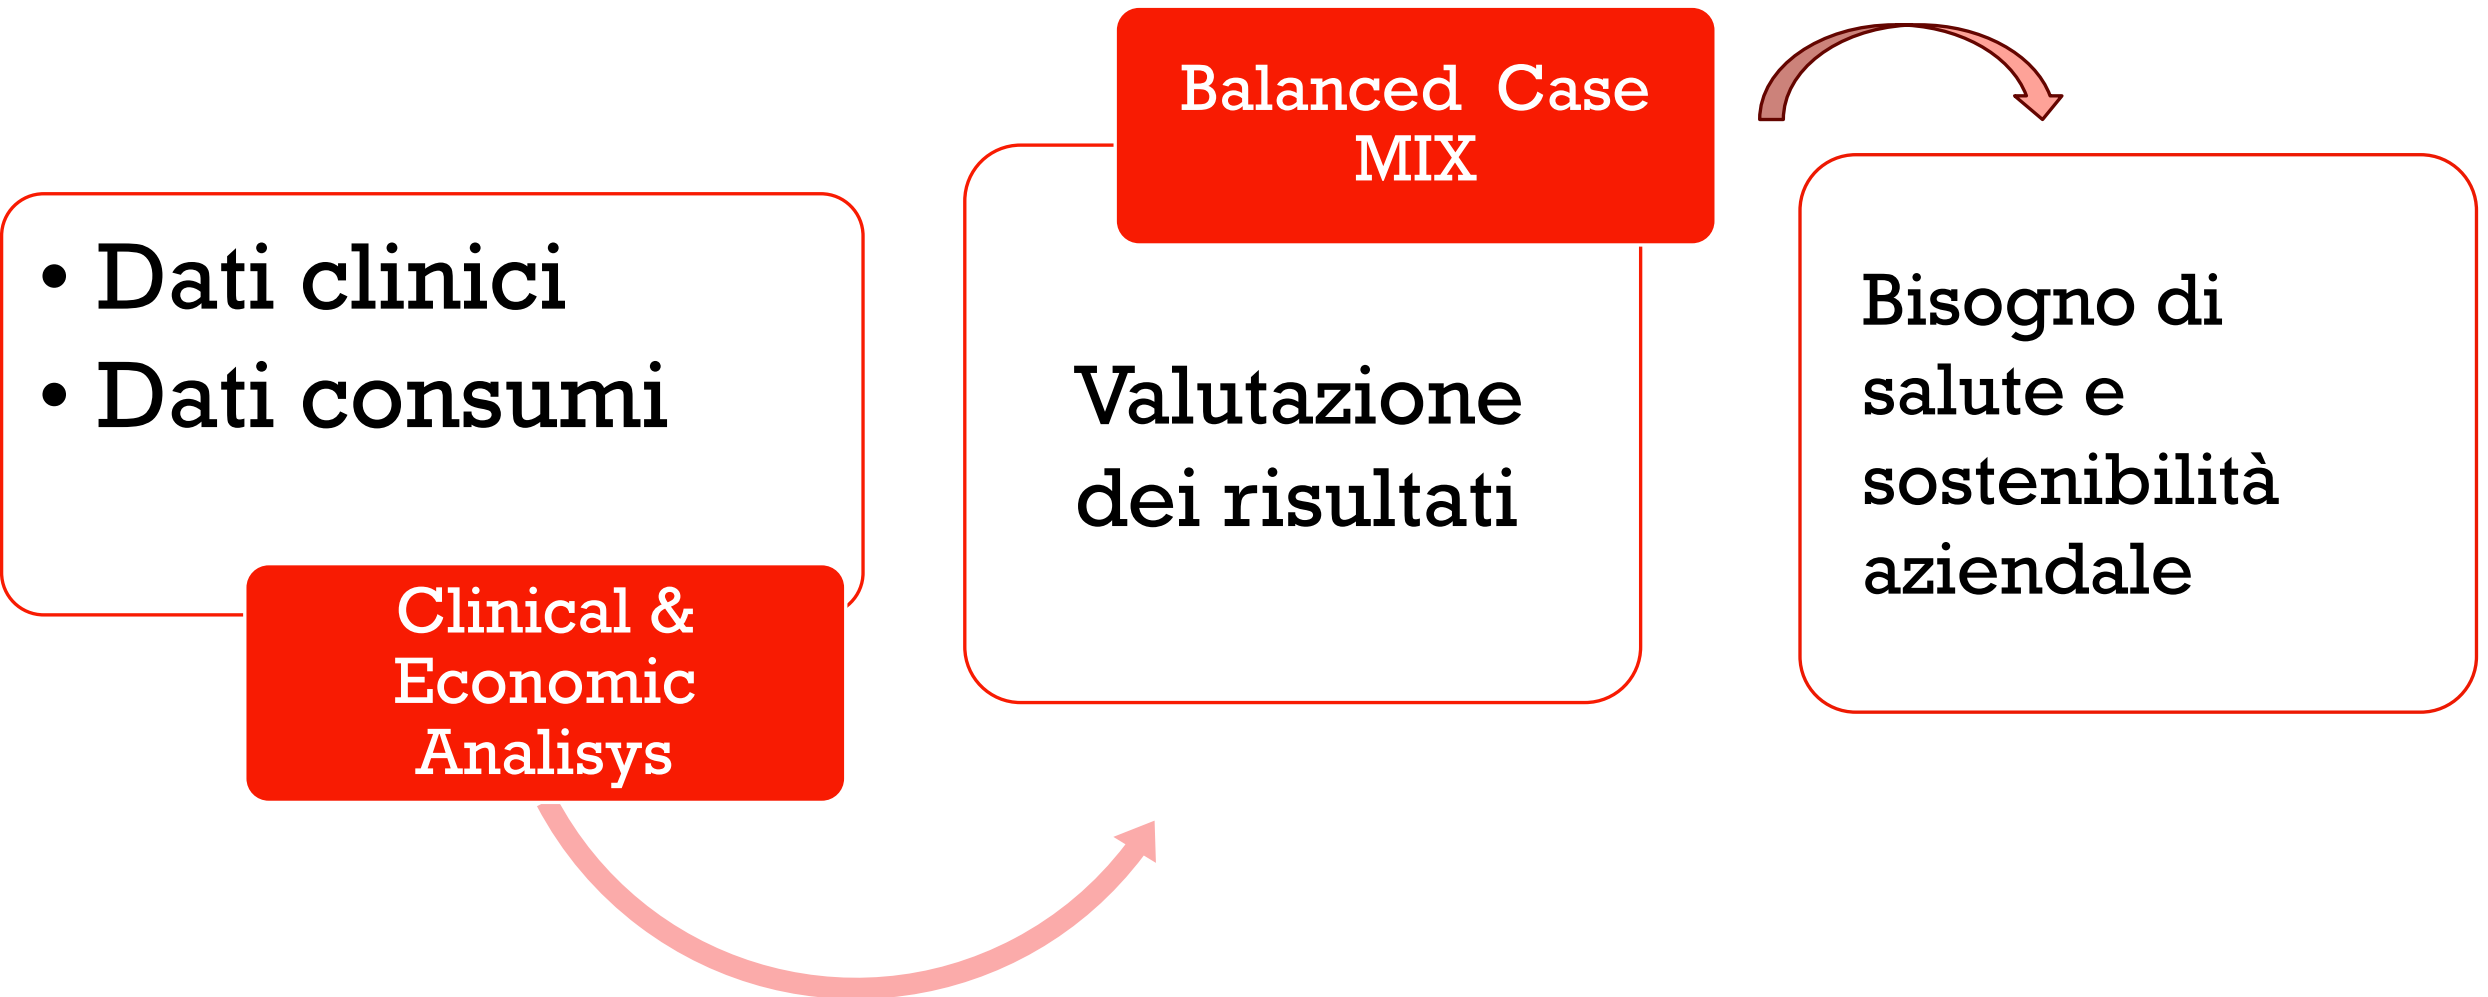 • Dati clinici
• Dati consumi
Clinical &
Economic
Analisys
Balanced Case
MIX
Valutazione
dei risultati
Bisogno di
salute e
sostenibilità
aziendale